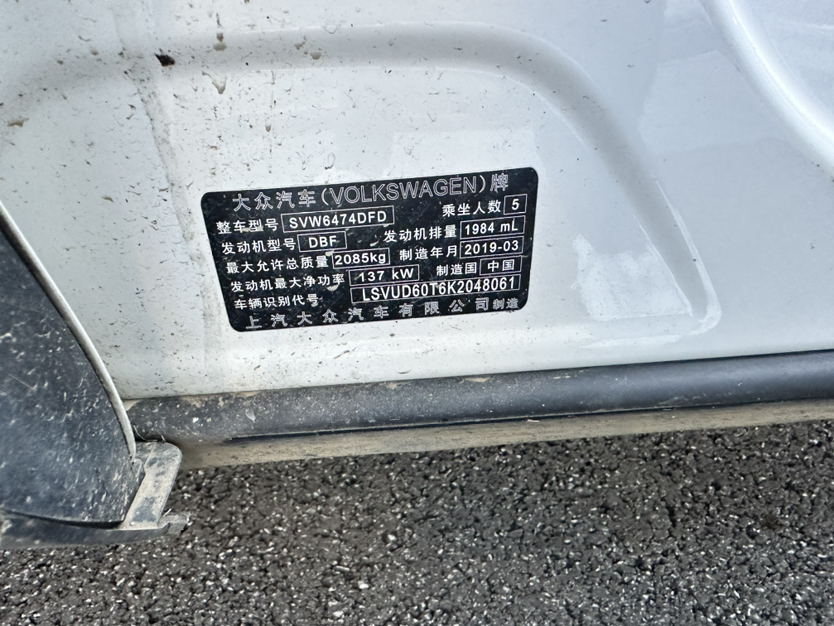 大众汽车(VOLKSWAGEN)牌
整车型号 SVW6474DFD 乘坐人数 5
发动机型号 DBF 发动机排量 1984 mL
最大允许总质量 2085kg 制造年月 2019-03
发动机最大净功率 137 kW 制造国 中国
车辆识别代号 LSVUD60T6K2048061
上汽大众汽车有限公司制造